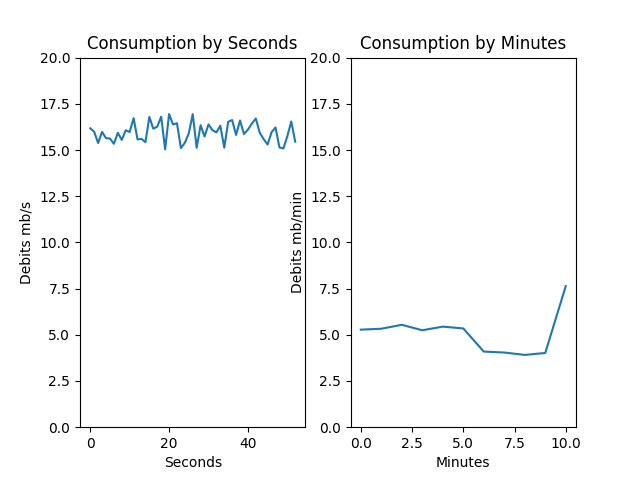 Consumption by Seconds
20.0
17.5
15.0
12.5
10.0
7.5
5.0
2.5
0.0
Debits mb/s
0 20 40
Seconds
Consumption by Minutes
20.0
17.5
15.0
12.5
10.0
7.5
5.0
2.5
0.0
Debits mb/min
0.0 2.5 5.0 7.5 10.0
Minutes